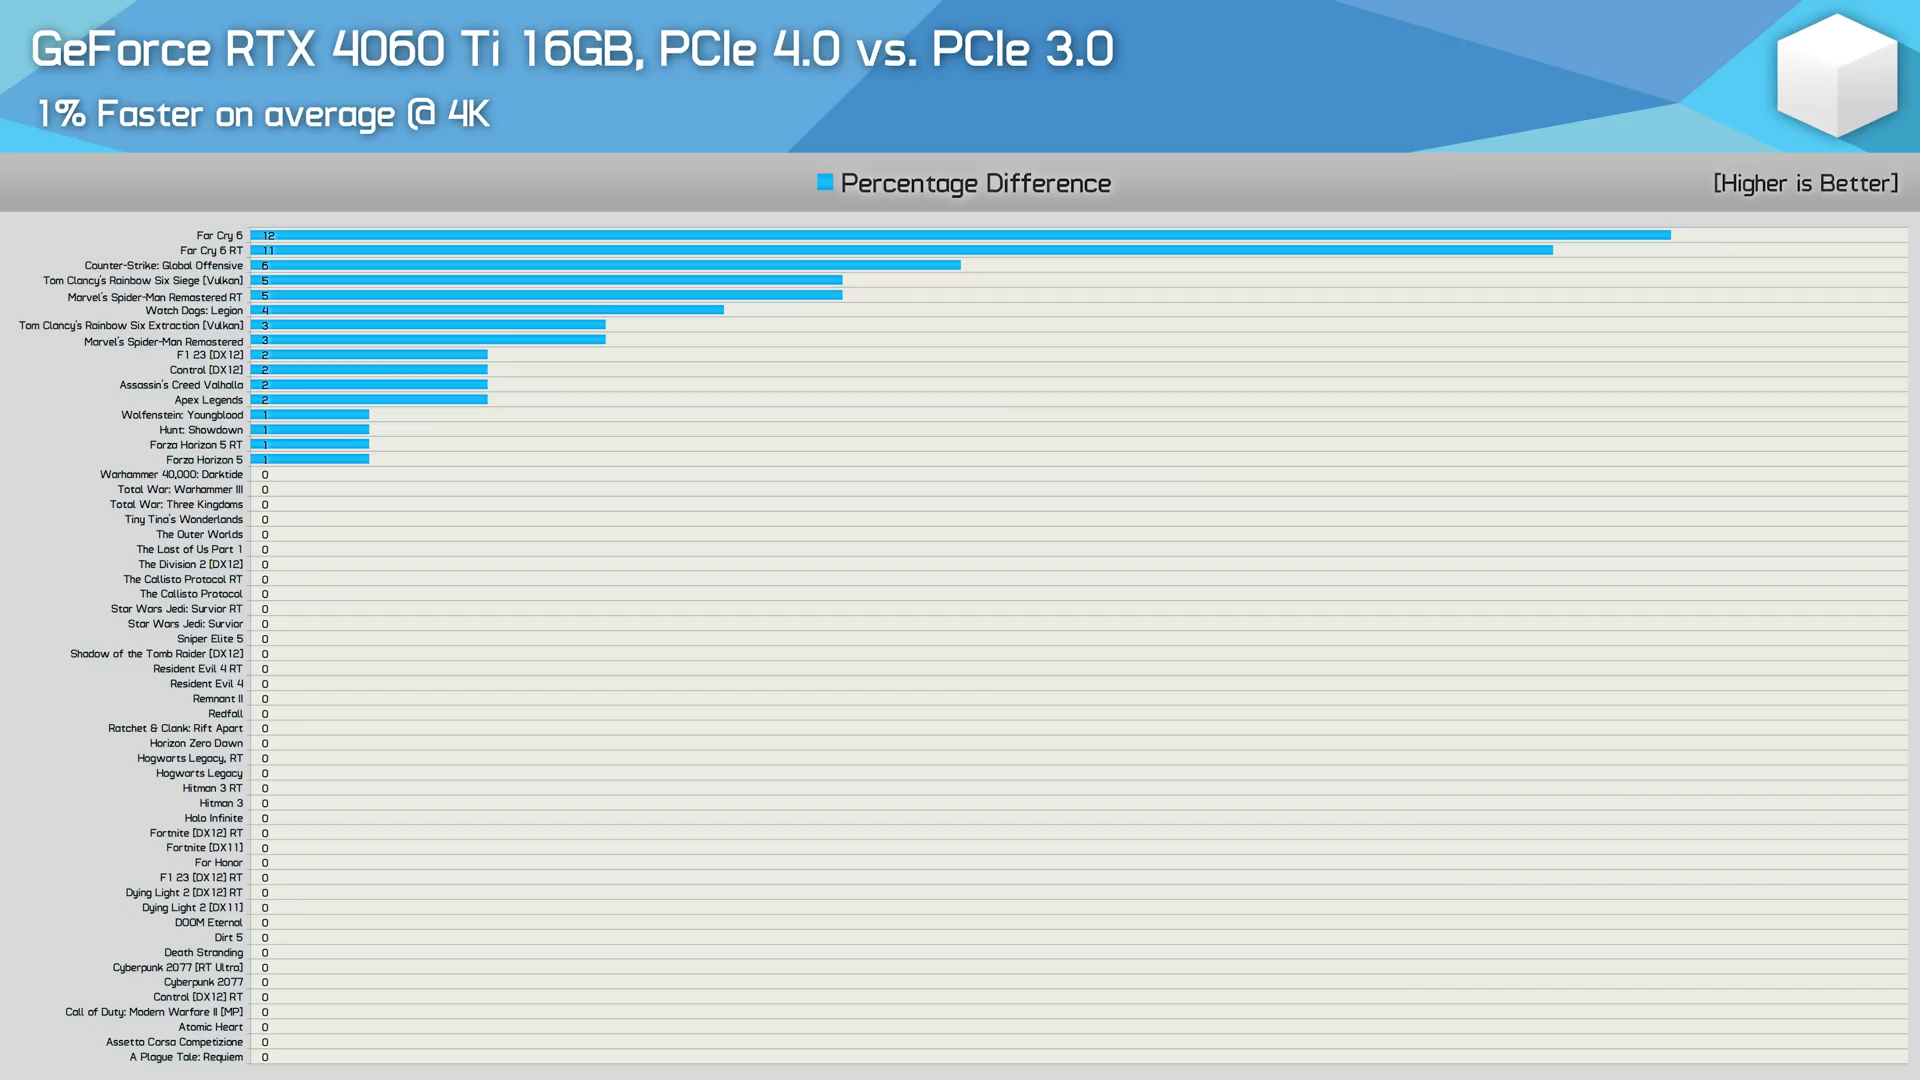 GeForce RTX 4060 Ti 16GB, PCIe 4.0 vs. PCIe 3.0
1% Faster on average @ 4K
Percentage Difference
[Higher is Better]
Far Cry 6 12
Far Cry 6 RT 11
Counter-Strike: Global Offensive 6
Tom Clancy's Rainbow Six Siege [Vulkan] 5
Marvel's Spider-Man Remastered RT 5
Watch Dogs: Legion 4
Tom Clancy's Rainbow Six Extraction [Vulkan] 3
Marvel's Spider-Man Remastered 3
F1 23 [DX12] 2
Control [DX12] 2
Assassin's Creed Valhalla 2
Apex Legends 2
Wolfenstein: Youngblood 1
Hunt: Showdown 1
Forza Horizon 5 RT 1
Forza Horizon 5 1
Warhammer 40,000: Darktide 0
Total War: Warhammer III 0
Total War: Three Kingdoms 0
Tiny Tina's Wonderlands 0
The Outer Worlds 0
The Last of Us Part 1 0
The Division 2 [DX12] 0
The Callisto Protocol RT 0
The Callisto Protocol 0
Star Wars Jedi: Survior RT 0
Star Wars Jedi: Survior 0
Sniper Elite 5 0
Shadow of the Tomb Raider [DX12] 0
Resident Evil 4 RT 0
Resident Evil 4 0
Remnant II 0
Redfall 0
Ratchet & Clank: Rift Apart 0
Horizon Zero Dawn 0
Hogwarts Legacy, RT 0
Hogwarts Legacy 0
Hitman 3 RT 0
Hitman 3 0
Halo Infinite 0
Fortnite [DX12] RT 0
Fortnite [DX11] 0
For Honor 0
F1 23 [DX12] RT 0
Dying Light 2 [DX12] RT 0
Dying Light 2 [DX11] 0
DOOM Eternal 0
Dirt 5 0
Death Stranding 0
Cyberpunk 2077 [RT Ultra] 0
Cyberpunk 2077 0
Control [DX12] RT 0
Call of Duty: Modern Warfare II [MP] 0
Atomic Heart 0
Assetto Corsa Competizione 0
A Plague Tale: Requiem 0